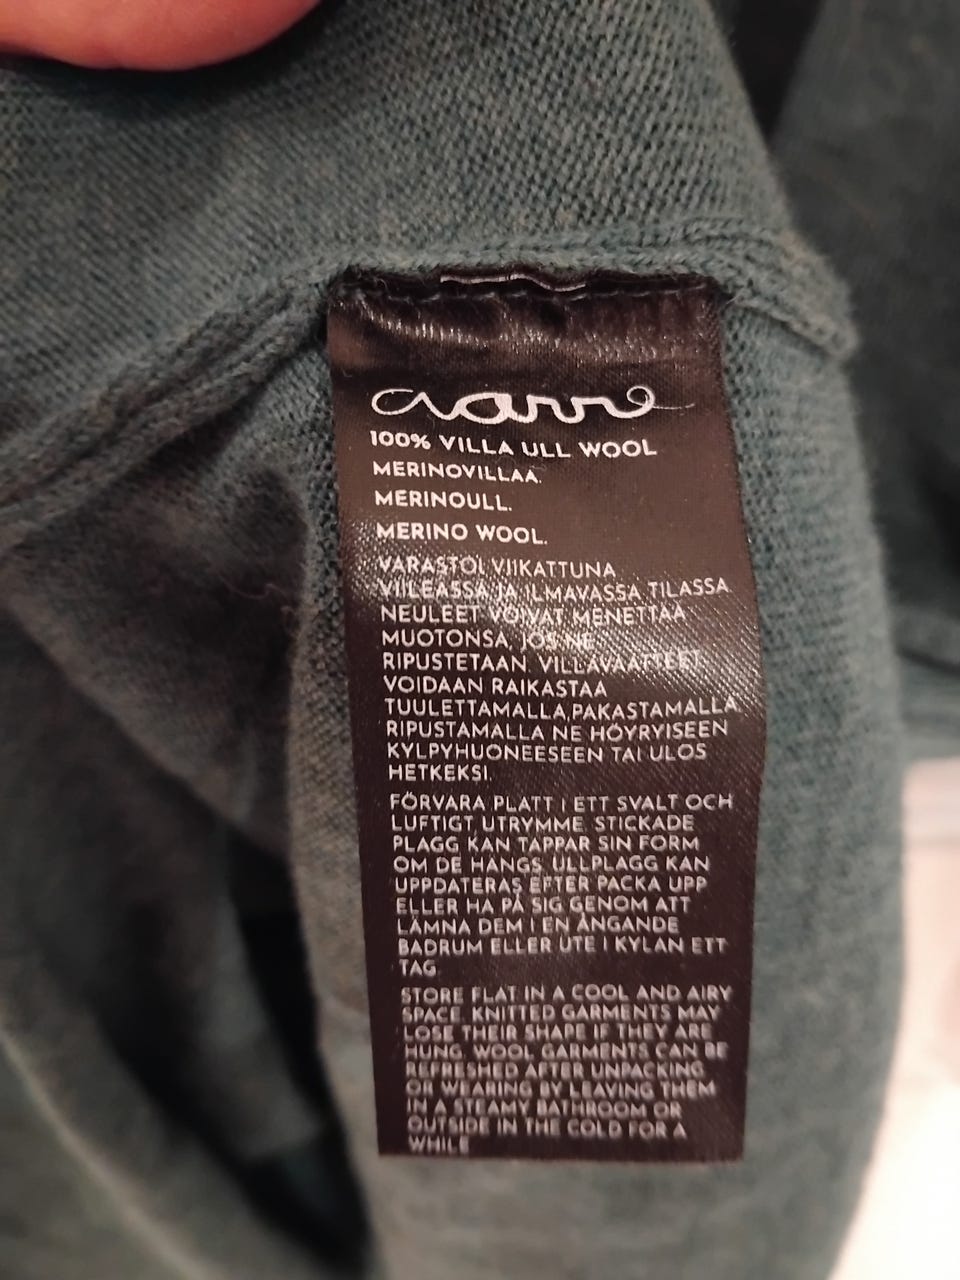 aarre
100% VILLA ULL WOOL
MERINOVILLAA.
MERINOULL.
MERINO WOOL.
VARASTOI VIIKATTUNA
VIILEÄSSÄ JA ILMAVASSA TILASSA.
NEULEET VOIVAT MENETTÄÄ
MUOTONSA, JOS NE
RIPUSTETAAN. VILLAVAATTEET
VOIDAAN RAIKASTAA
TUULETTAMALLA, PAKASTAMALLA,
RIPUSTAMALLA NE HÖYRYISEEN
KYLPYHUONEESEEN TAI ULOS
HETKEKSI.
FÖRVARA PLATT I ETT SVALT OCH
LUFTIGT UTRYMME. STICKADE
PLAGG KAN TAPPAR SIN FORM
OM DE HÄNGS. ULLPLAGG KAN
UPPDATERAS EFTER PACKA UPP
ELLER HA PÅ SIG GENOM ATT
LÄMNA DEM I EN ÅNGANDE
BADRUM ELLER UTE I KYLAN ETT
TAG.
STORE FLAT IN A COOL AND AIRY
SPACE. KNITTED GARMENTS MAY
LOSE THEIR SHAPE IF THEY ARE
HUNG. WOOL GARMENTS CAN BE
REFRESHED AFTER UNPACKING
OR WEARING BY LEAVING THEM
IN A STEAMY BATHROOM OR
OUTSIDE IN THE COLD FOR A
WHILE